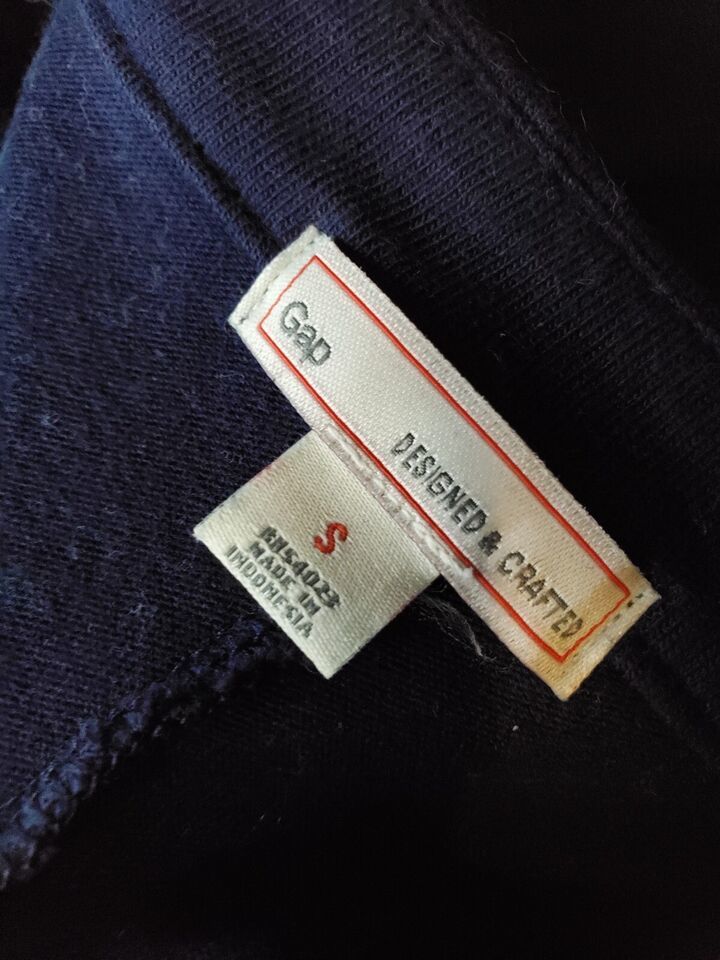 Gap
DESIGNED & CRAFTED
S
MADE IN
INDONESIA